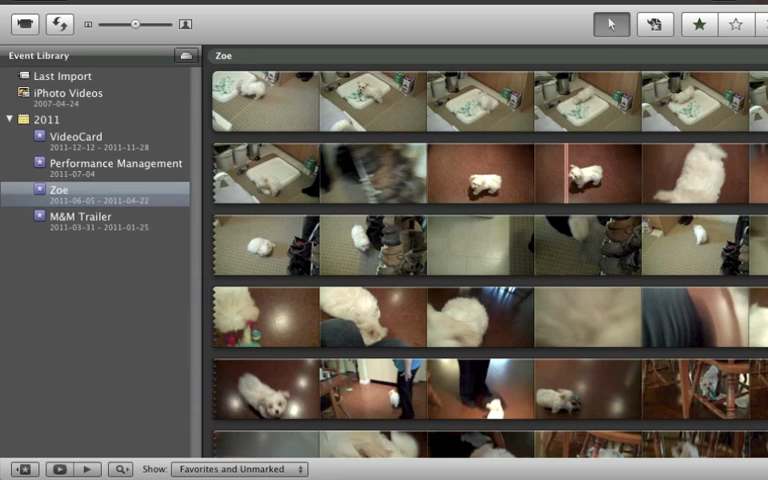 Event Library
Zoe
Last Import
iPhoto Videos
2007-04-24
2011
VideoCard
2011-12-12 - 2011-11-28
Performance Management
2011-07-04
Zoe
2011-06-05 - 2011-04-22
M&M Trailer
2011-03-31 - 2011-01-25
Show: Favorites and Unmarked